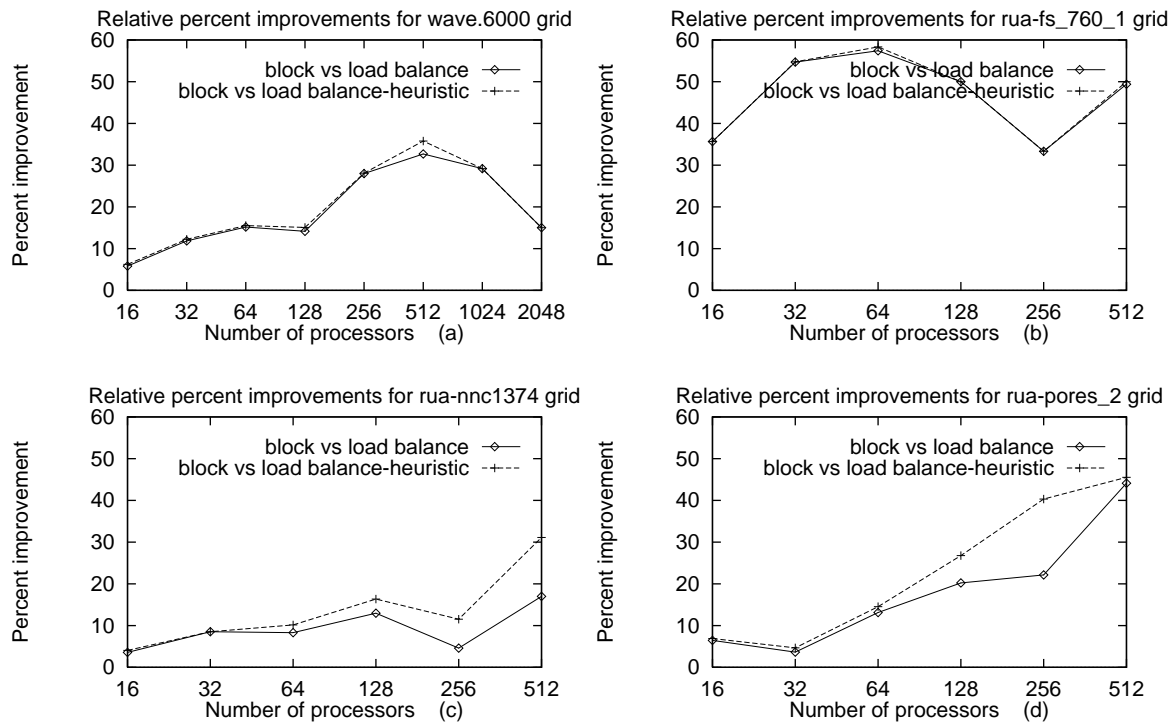 Relative percent improvements for wave.6000 grid
60
50
40
30
20
10
0
Percent improvement
block vs load balance
block vs load balance-heuristic
16 32 64 128 256 512 1024 2048
Number of processors (a)
Relative percent improvements for rua-fs_760_1 grid
60
50
40
30
20
10
0
Percent improvement
block vs load balance
block vs load balance-heuristic
16 32 64 128 256 512
Number of processors (b)
Relative percent improvements for rua-nnc1374 grid
60
50
40
30
20
10
0
Percent improvement
block vs load balance
block vs load balance-heuristic
16 32 64 128 256 512
Number of processors (c)
Relative percent improvements for rua-pores_2 grid
60
50
40
30
20
10
0
Percent improvement
block vs load balance
block vs load balance-heuristic
16 32 64 128 256 512
Number of processors (d)